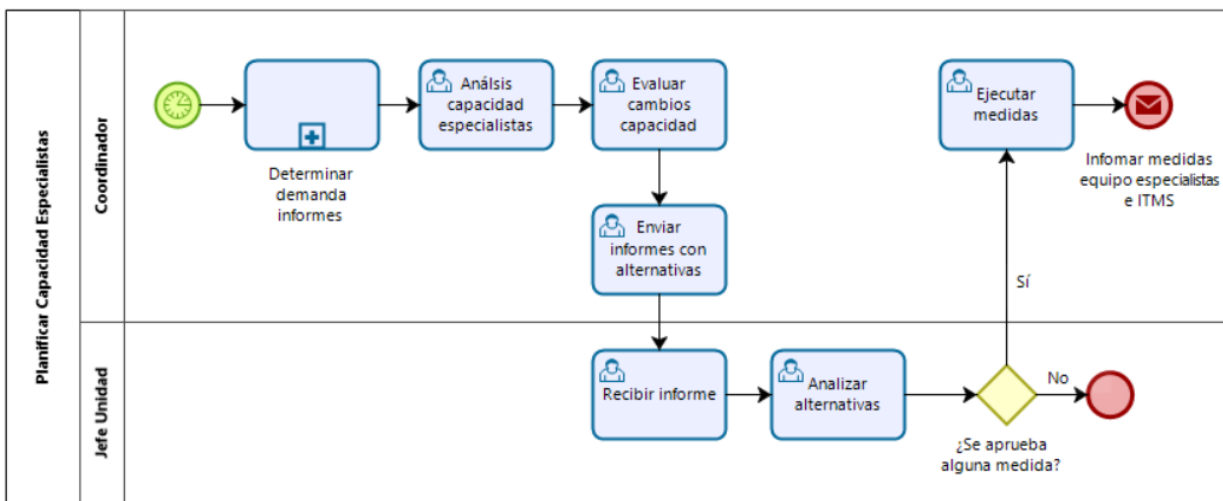 Planificar Capacidad Especialistas
Coordinador
Determinar
demanda
informes
Análsis
capacidad
especialistas
Evaluar
cambios
capacidad
Enviar
informes con
alternativas
Ejecutar
medidas
Infomar medidas
equipo especialistas
e ITMS
Sí
Jefe Unidad
Recibir informe
Analizar
alternativas
¿Se aprueba
alguna medida?
No